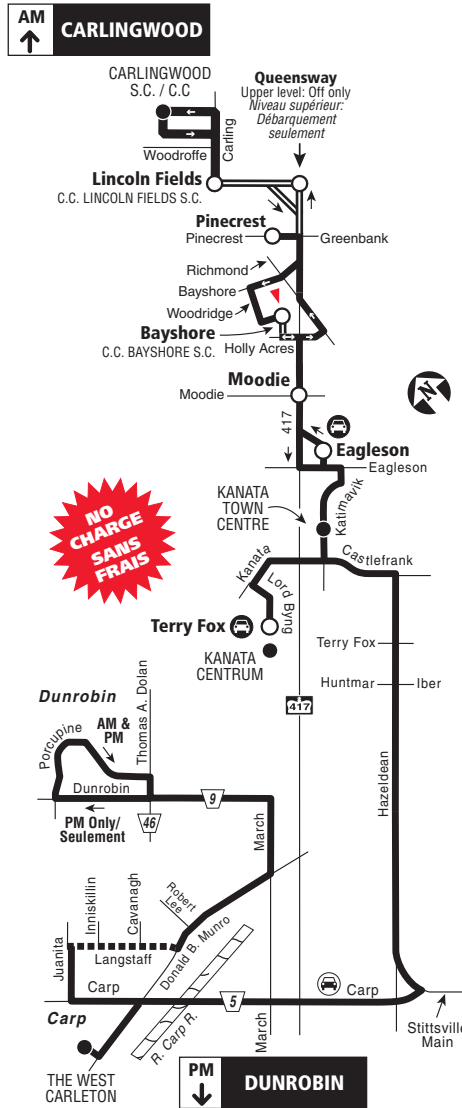 AM
CARLINGWOOD
CARLINGWOOD
S.C. / C.C
Queensway
Upper level: Off only
Niveau supérieur:
Débarquement
seulement
Carling
Woodroffe
Lincoln Fields
C.C. LINCOLN FIELDS S.C.
Pinecrest
Pinecrest
Greenbank
Richmond
Bayshore
Woodridge
Bayshore
C.C. BAYSHORE S.C.
Holly Acres
Moodie
Moodie
N
417
Eagleson
Eagleson
NO
CHARGE
SANS
FRAIS
KANATA
TOWN
CENTRE
Katimavik
Kanata
Castlefrank
Lord Byng
Terry Fox
KANATA
CENTRUM
Terry Fox
Huntmar
Iber
417
Hazeldean
Dunrobin
Thomas A. Dolan
Porcupine
AM &
PM
Dunrobin
9
PM Only/
Seulement
46
March
Robert
Lee
Cavanagh
Inniskillin
Juanita
Langstaff
Donald B. Munro
R. Carp R.
Carp
5
Carp
Carp
March
Stittsville
Main
THE WEST
CARLETON
PM
DUNROBIN